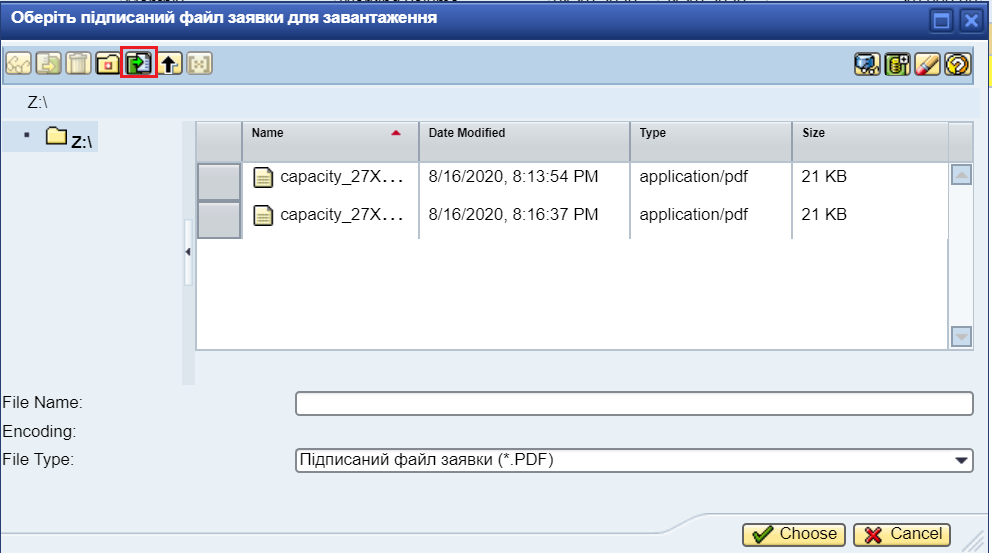 Оберіть підписаний файл заявки для завантаження
Z:\
Z:\
Name Date Modified Type Size
capacity_27X... 8/16/2020, 8:13:54 PM application/pdf 21 KB
capacity_27X... 8/16/2020, 8:16:37 PM application/pdf 21 KB
File Name:
Encoding:
File Type: Підписаний файл заявки (*.PDF)
Choose Cancel